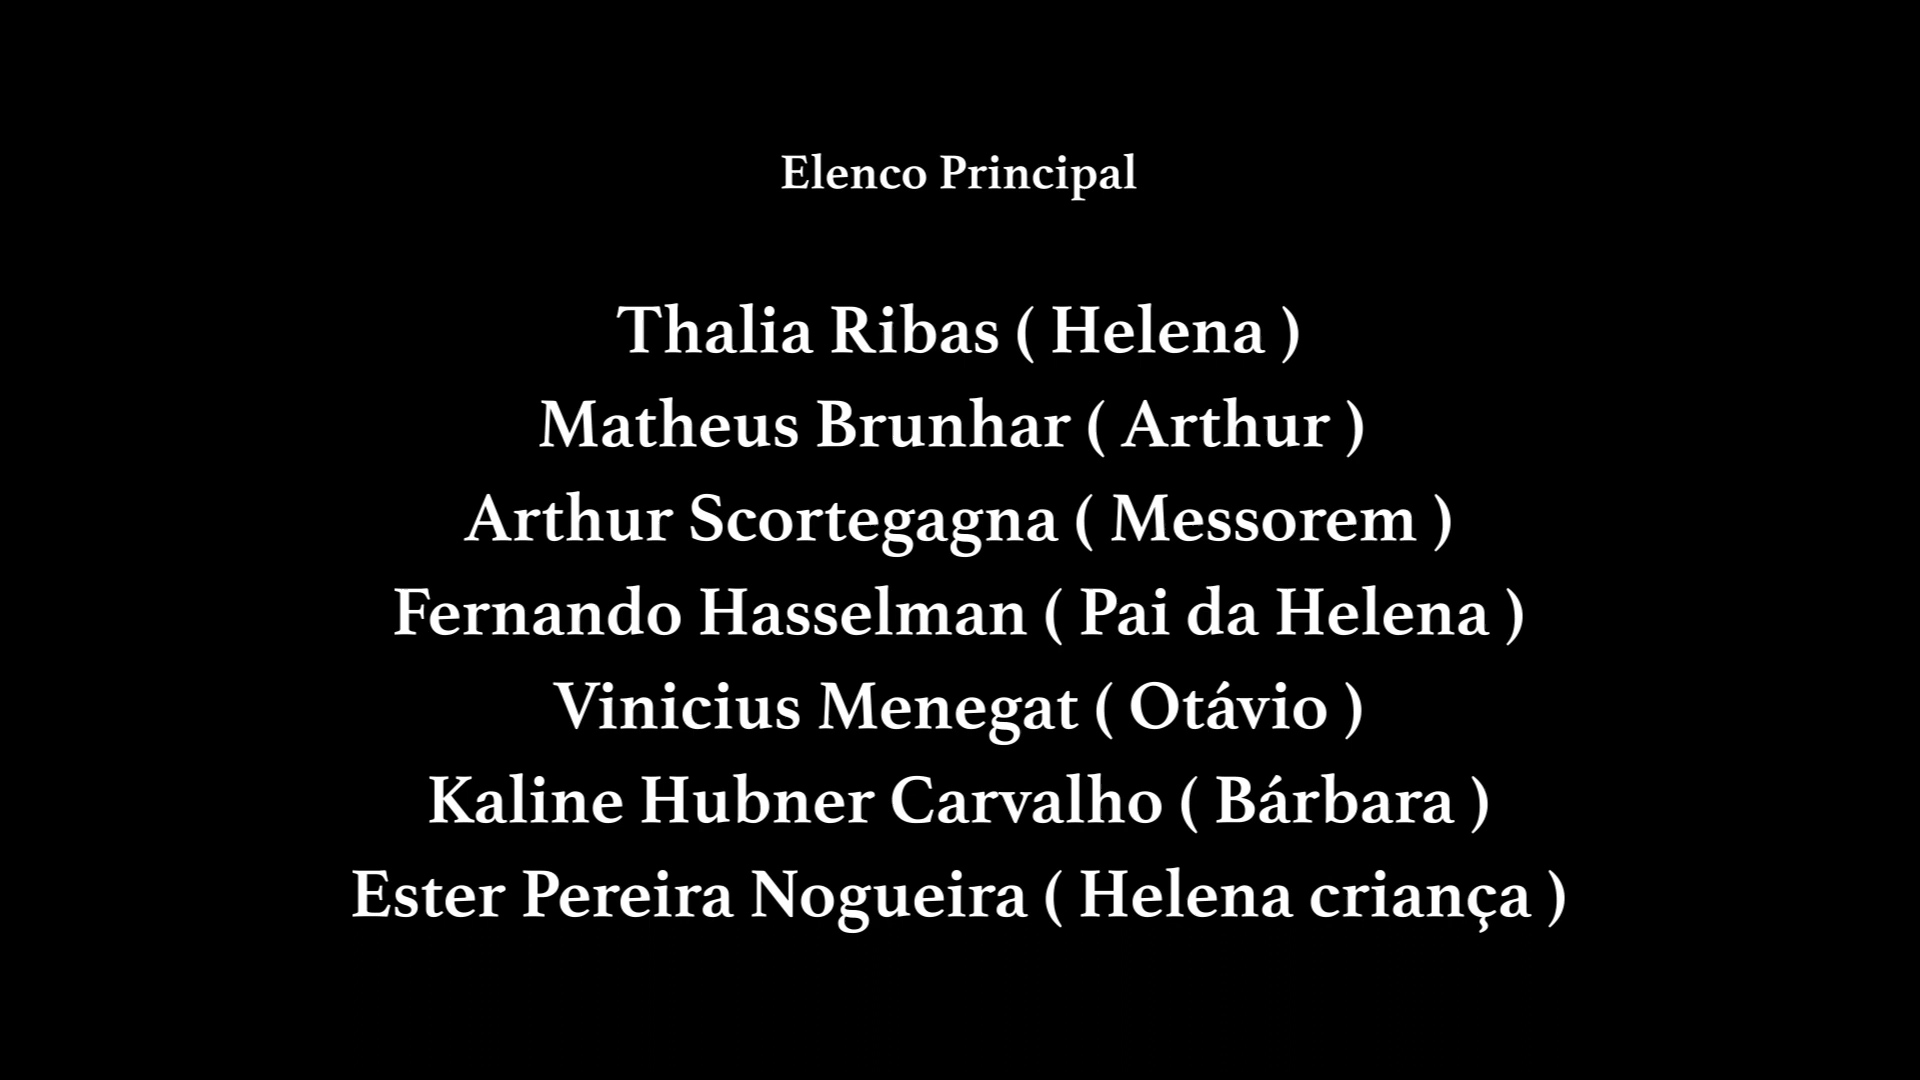 Elenco Principal
Thalia Ribas ( Helena )
Matheus Brunhar ( Arthur )
Arthur Scortegagna ( Messorem )
Fernando Hasselman ( Pai da Helena )
Vinicius Menegat ( Otávio )
Kaline Hubner Carvalho ( Bárbara )
Ester Pereira Nogueira ( Helena criança )